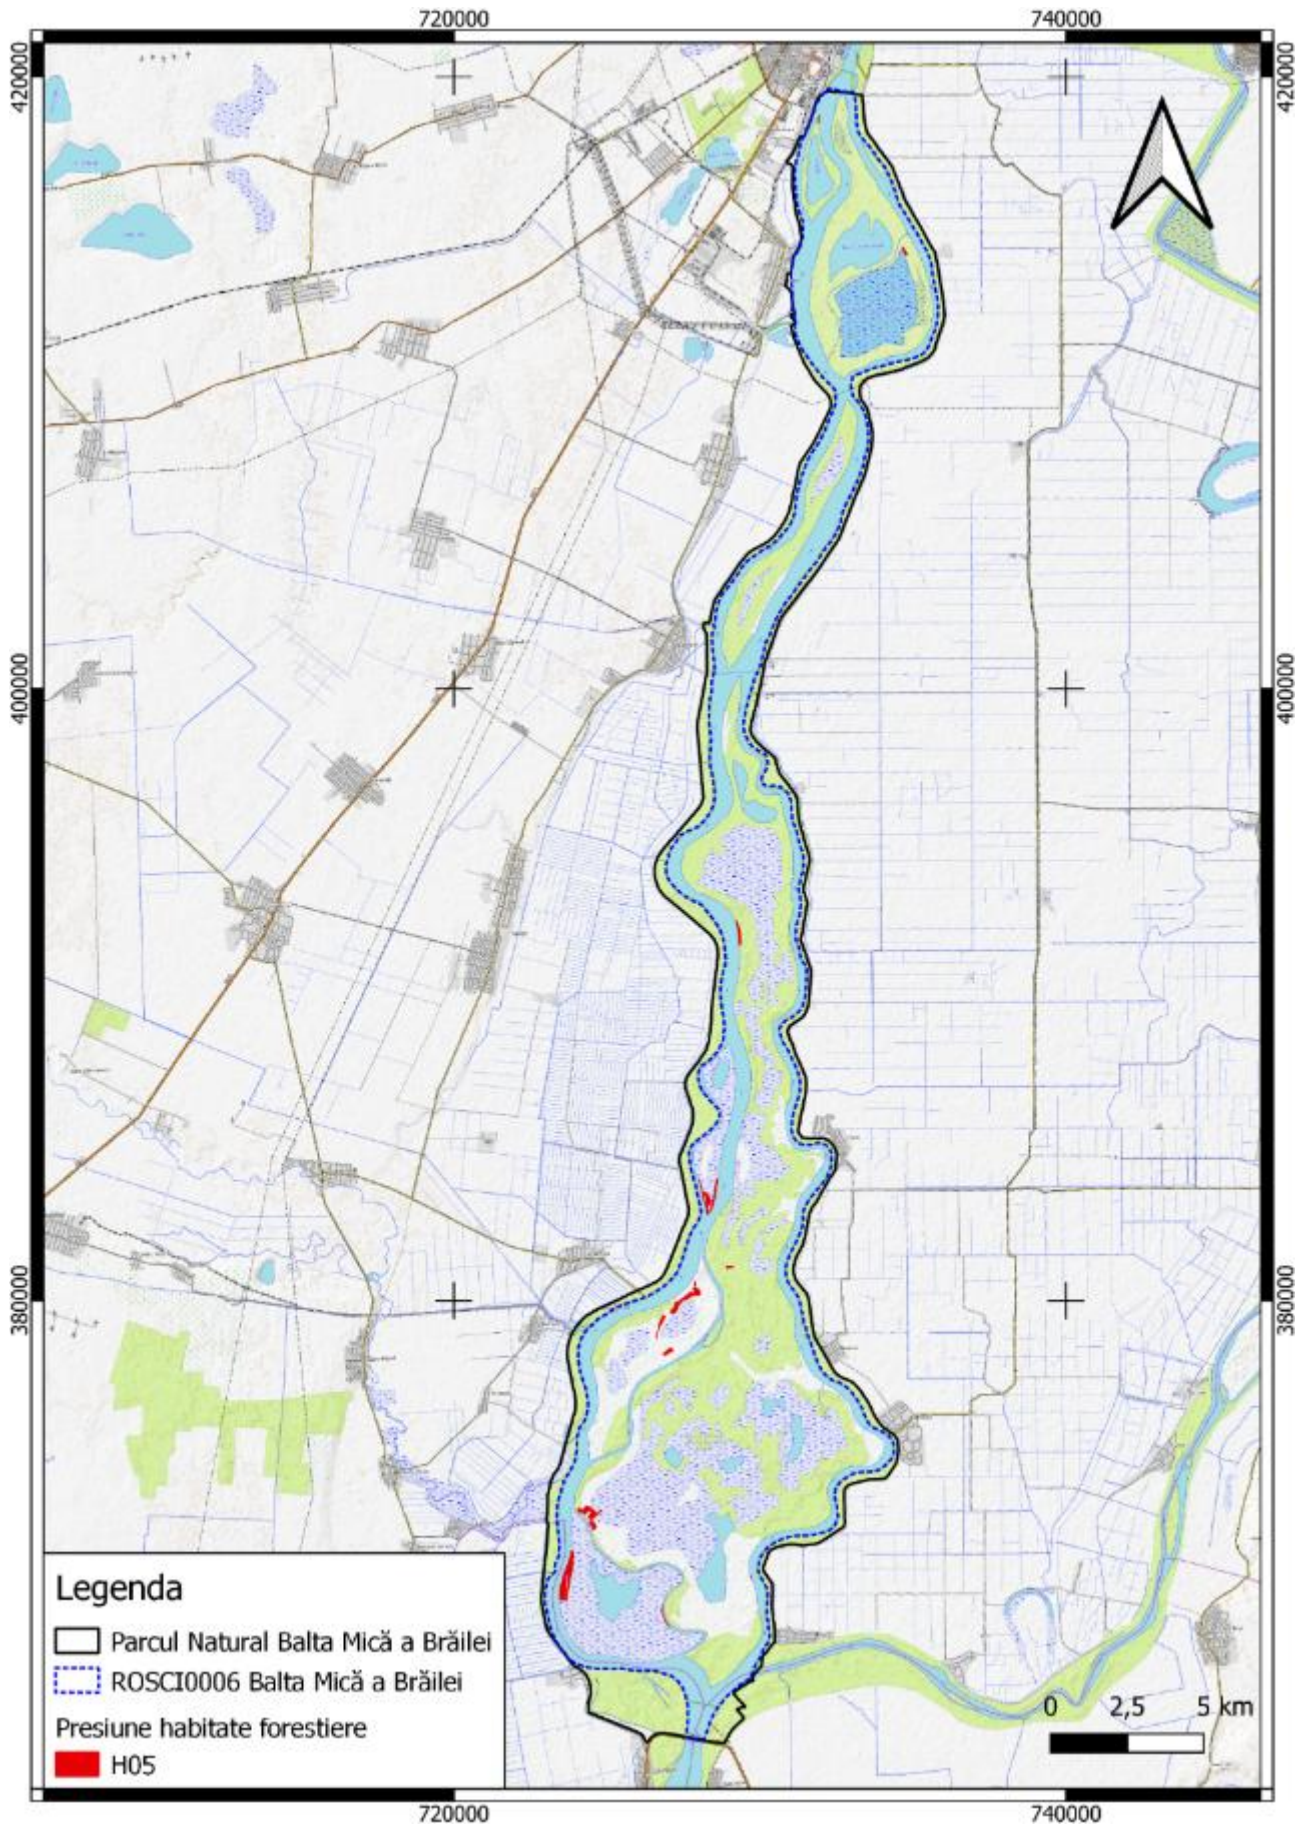 720000
740000
420000
420000
400000
400000
380000
380000
Legenda
Parcul Natural Balta Mică a Brăilei
ROSCI0006 Balta Mică a Brăilei
Presiune habitate forestiere
H05
0 2,5 5 km
720000
740000